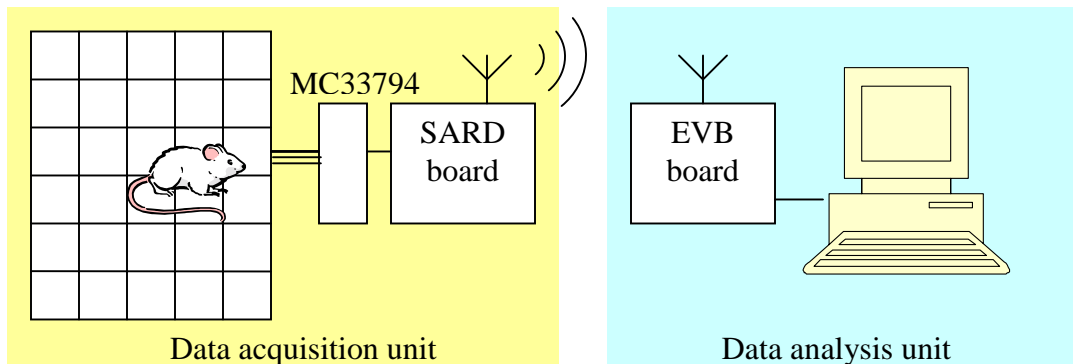 MC33794
SARD
board
EVB
board
Data acquisition unit
Data analysis unit